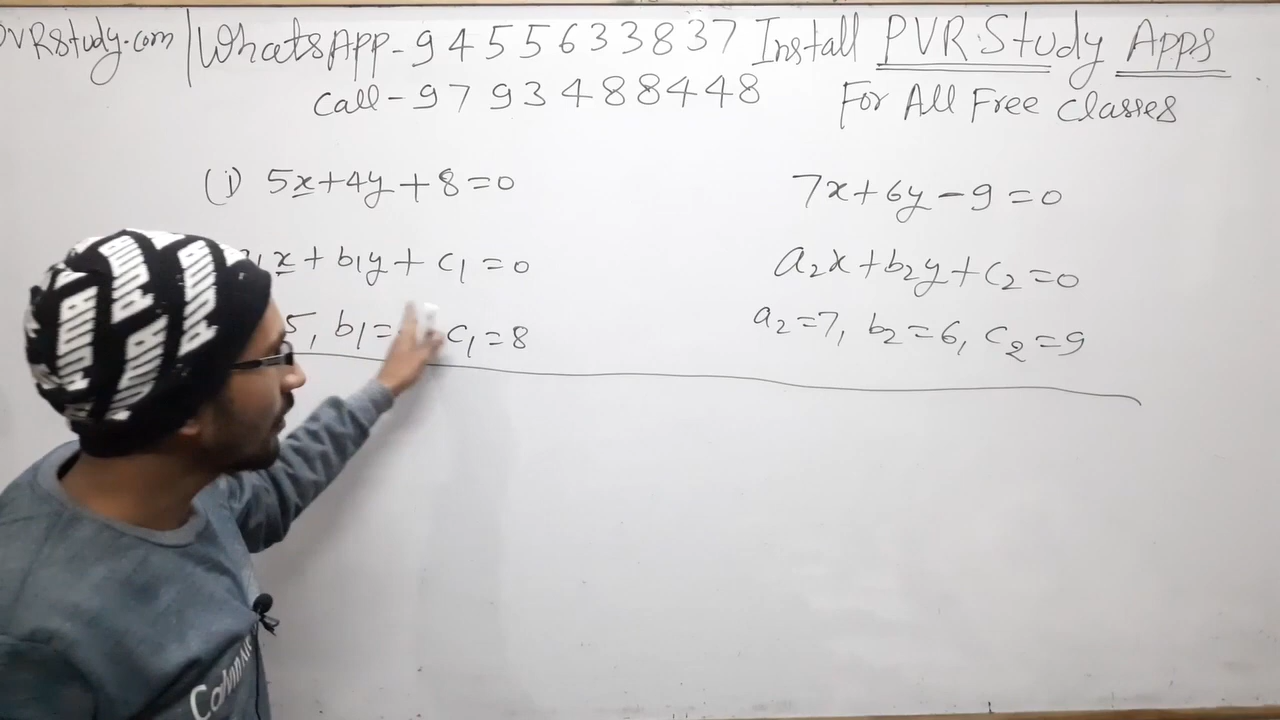 PVRStudy.com | WhatsApp-9455633837 Install PVR Study Apps
Call-9793488448 For All Free Classes
(i) 5x+4y+8=0
7x+6y-9=0
x + b₁y + c₁ = 0
a₂x+b₂y+c₂=0
5, b₁= c₁=8
a₂=7, b₂=6, c₂=9
PUMA PUMA